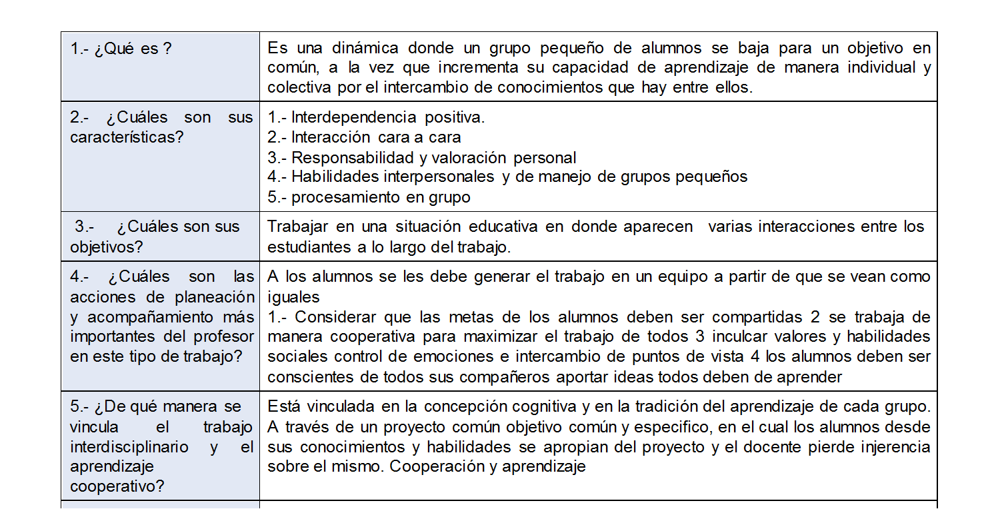 1.- ¿Qué es ?
Es una dinámica donde un grupo pequeño de alumnos se baja para un objetivo en
común, a la vez que incrementa su capacidad de aprendizaje de manera individual y
colectiva por el intercambio de conocimientos que hay entre ellos.
2.- ¿Cuáles son sus
características?
1.- Interdependencia positiva.
2.- Interacción cara a cara
3.- Responsabilidad y valoración personal
4.- Habilidades interpersonales y de manejo de grupos pequeños
5.- procesamiento en grupo
3.- ¿Cuáles son sus
objetivos?
Trabajar en una situación educativa en donde aparecen varias interacciones entre los
estudiantes a lo largo del trabajo.
4.- ¿Cuáles son las
acciones de planeación
y acompañamiento más
importantes del profesor
en este tipo de trabajo?
A los alumnos se les debe generar el trabajo en un equipo a partir de que se vean como
iguales
1.- Considerar que las metas de los alumnos deben ser compartidas 2 se trabaja de
manera cooperativa para maximizar el trabajo de todos 3 inculcar valores y habilidades
sociales control de emociones e intercambio de puntos de vista 4 los alumnos deben ser
conscientes de todos sus compañeros aportar ideas todos deben de aprender
5.- ¿De qué manera se
vincula el trabajo
interdisciplinario y el
aprendizaje
cooperativo?
Está vinculada en la concepción cognitiva y en la tradición del aprendizaje de cada grupo.
A través de un proyecto común objetivo común y especifico, en el cual los alumnos desde
sus conocimientos y habilidades se apropian del proyecto y el docente pierde injerencia
sobre el mismo. Cooperación y aprendizaje